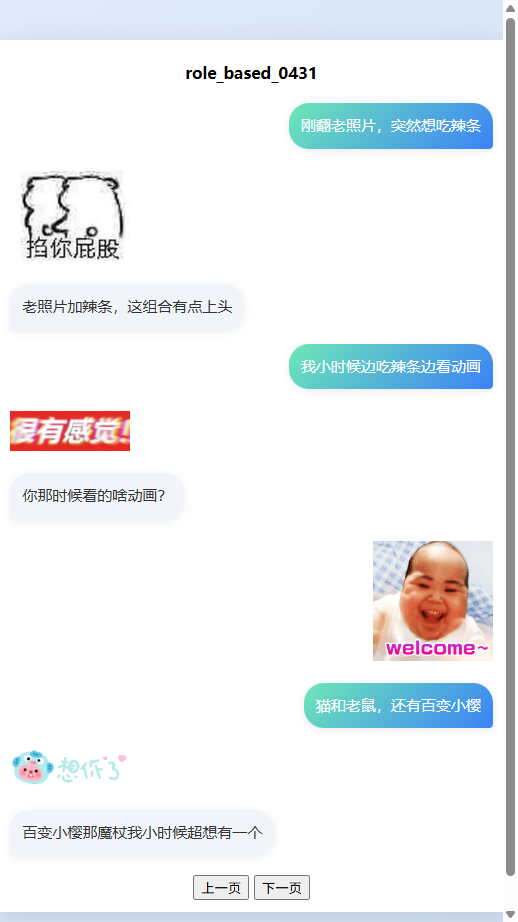 role_based_0431
刚翻老照片，突然想吃辣条
掐你屁股
老照片加辣条，这组合有点上头
我小时候边吃辣条边看动画
很有感觉!
你那时候看的啥动画？
welcome~
猫和老鼠，还有百变小樱
想你了
百变小樱那魔杖我小时候超想有一个
上一页 下一页